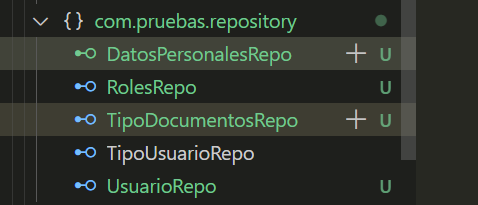 {} com.pruebas.repository
DatosPersonalesRepo + U
RolesRepo U
TipoDocumentosRepo + U
TipoUsuarioRepo
UsuarioRepo U